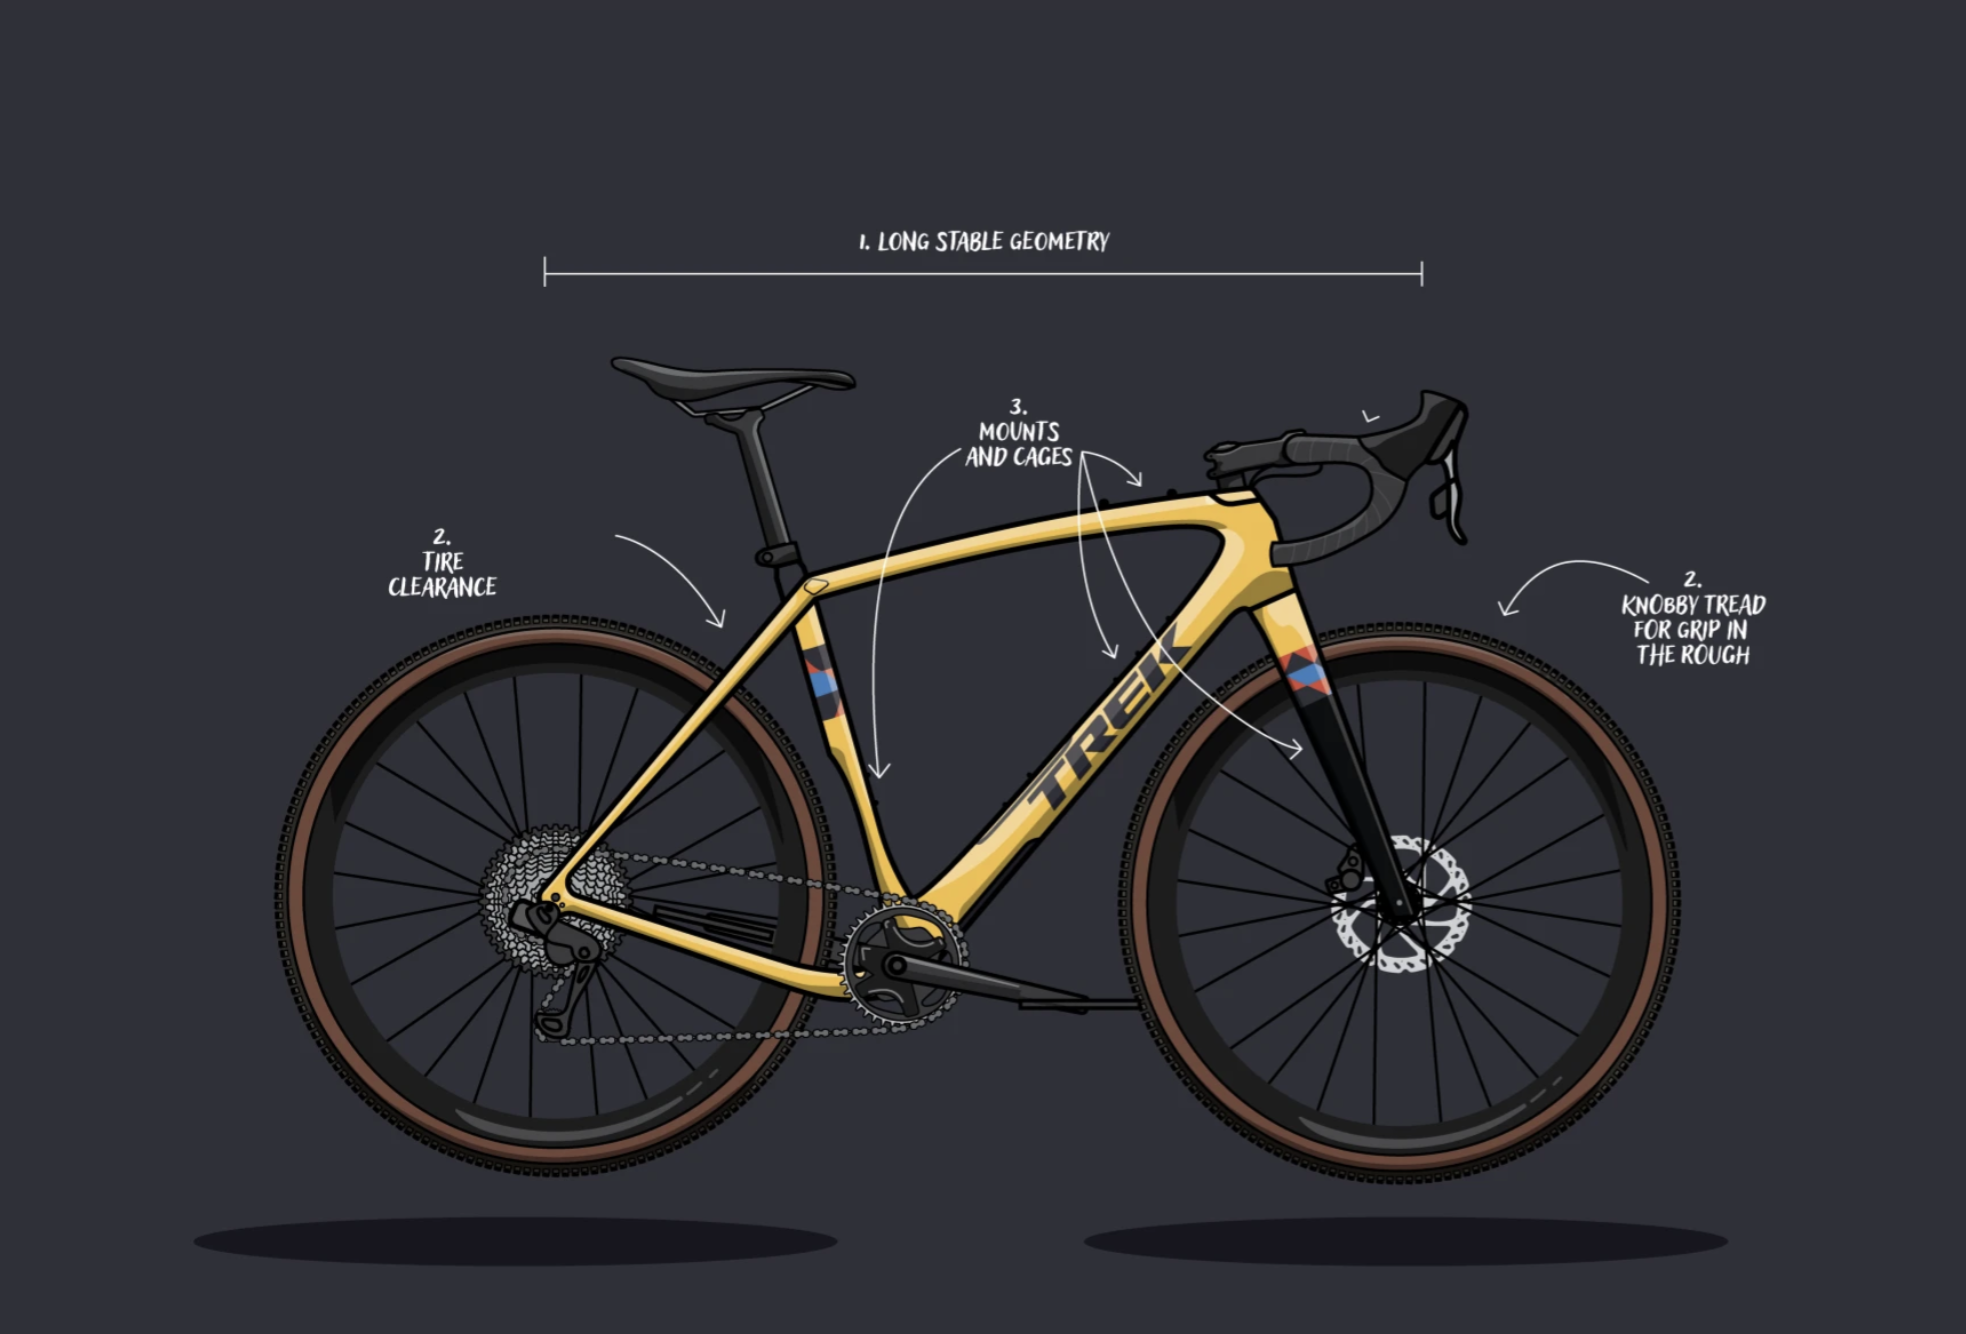 1. LONG STABLE GEOMETRY
3.
MOUNTS
AND CAGES
2.
TIRE
CLEARANCE
2.
KNOBBY TREAD
FOR GRIP IN
THE ROUGH
TREK